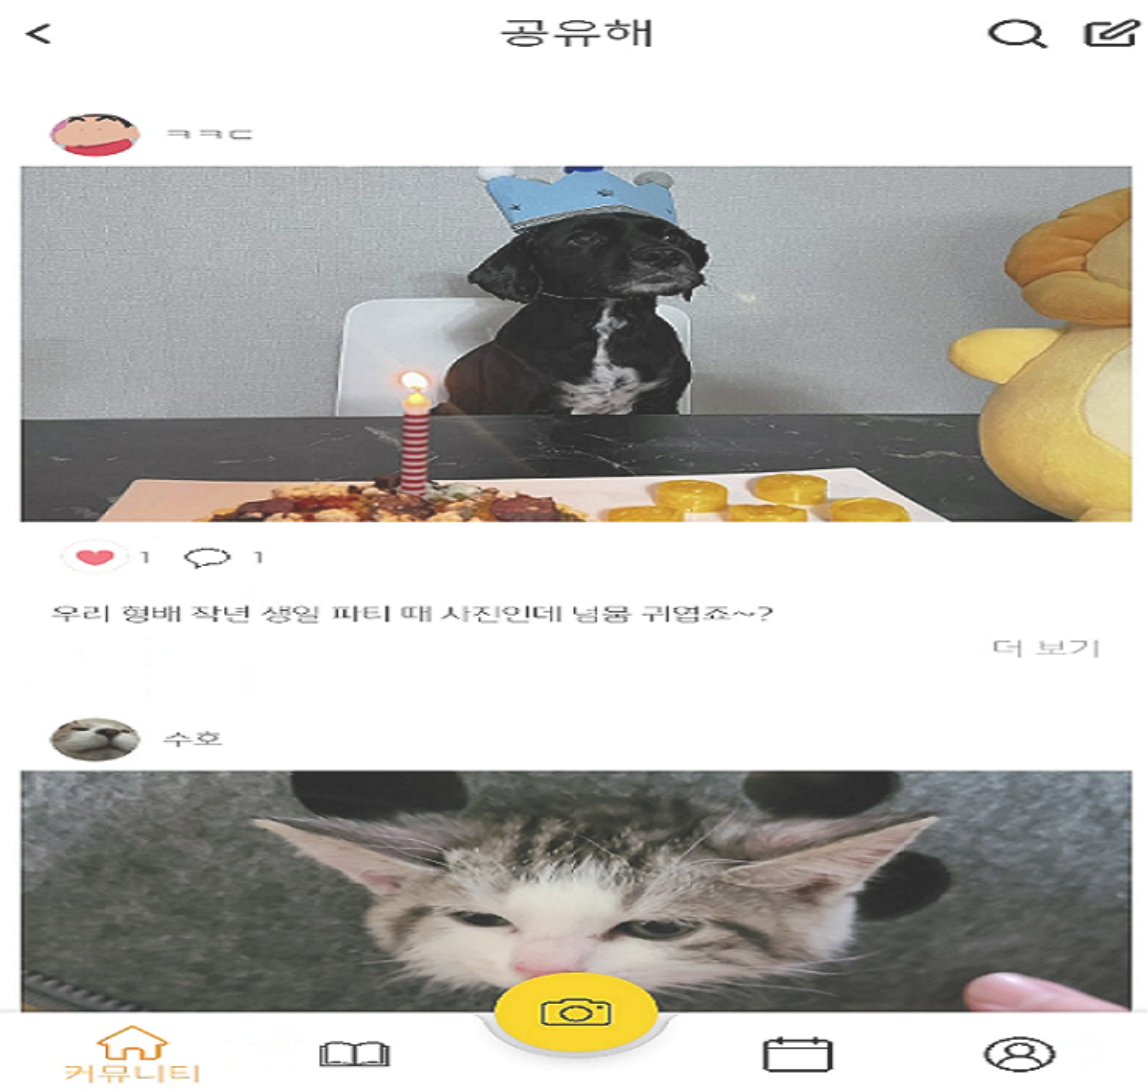 공유해
ㅋㅋㄷ
1 1
우리 형배 작년 생일 파티 때 사진인데 넘뭉 귀엽죠~?
더 보기
수호
커뮤니티